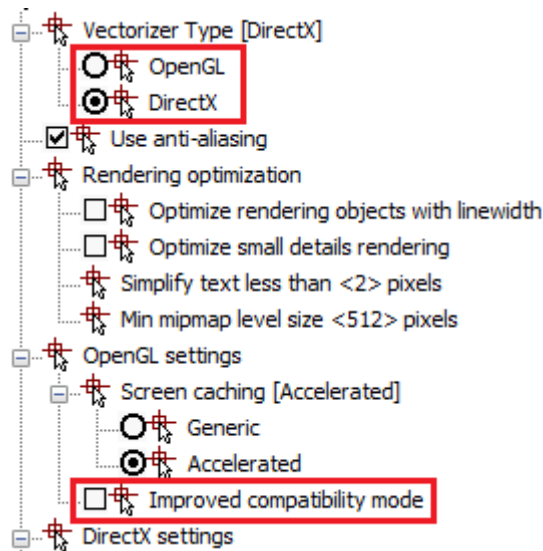 Vectorizer Type [DirectX]
OpenGL
DirectX
Use anti-aliasing
Rendering optimization
Optimize rendering objects with linewidth
Optimize small details rendering
Simplify text less than <2> pixels
Min mipmap level size <512> pixels
OpenGL settings
Screen caching [Accelerated]
Generic
Accelerated
Improved compatibility mode
DirectX settings